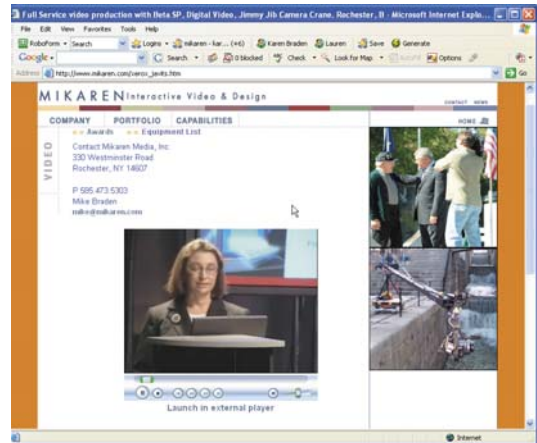 Full Service video production with Beta SP, Digital Video, Jimmy Jib Camera Crane, Rochester, - Microsoft Internet Explo...
File Edit View Favorites Tools Help
RoboForm Search Logins mikaren - kar... (+6) Karen Braden Lauren Save Generate
Google Search 0 blocked Check Look for Map Options
Address http://www.mikaren.com/verox_javits.htm Go
MIKAREN Interactive Video & Design
CONTACT NEWS
COMPANY PORTFOLIO CAPABILITIES HOME
Awards Equipment List
VIDEO
Contact Mikaren Media, Inc.
330 Westminster Road
Rochester, NY 14607
P 585 473 5303
Mike Braden
mike@mikaren.com
Launch in external player
Internet